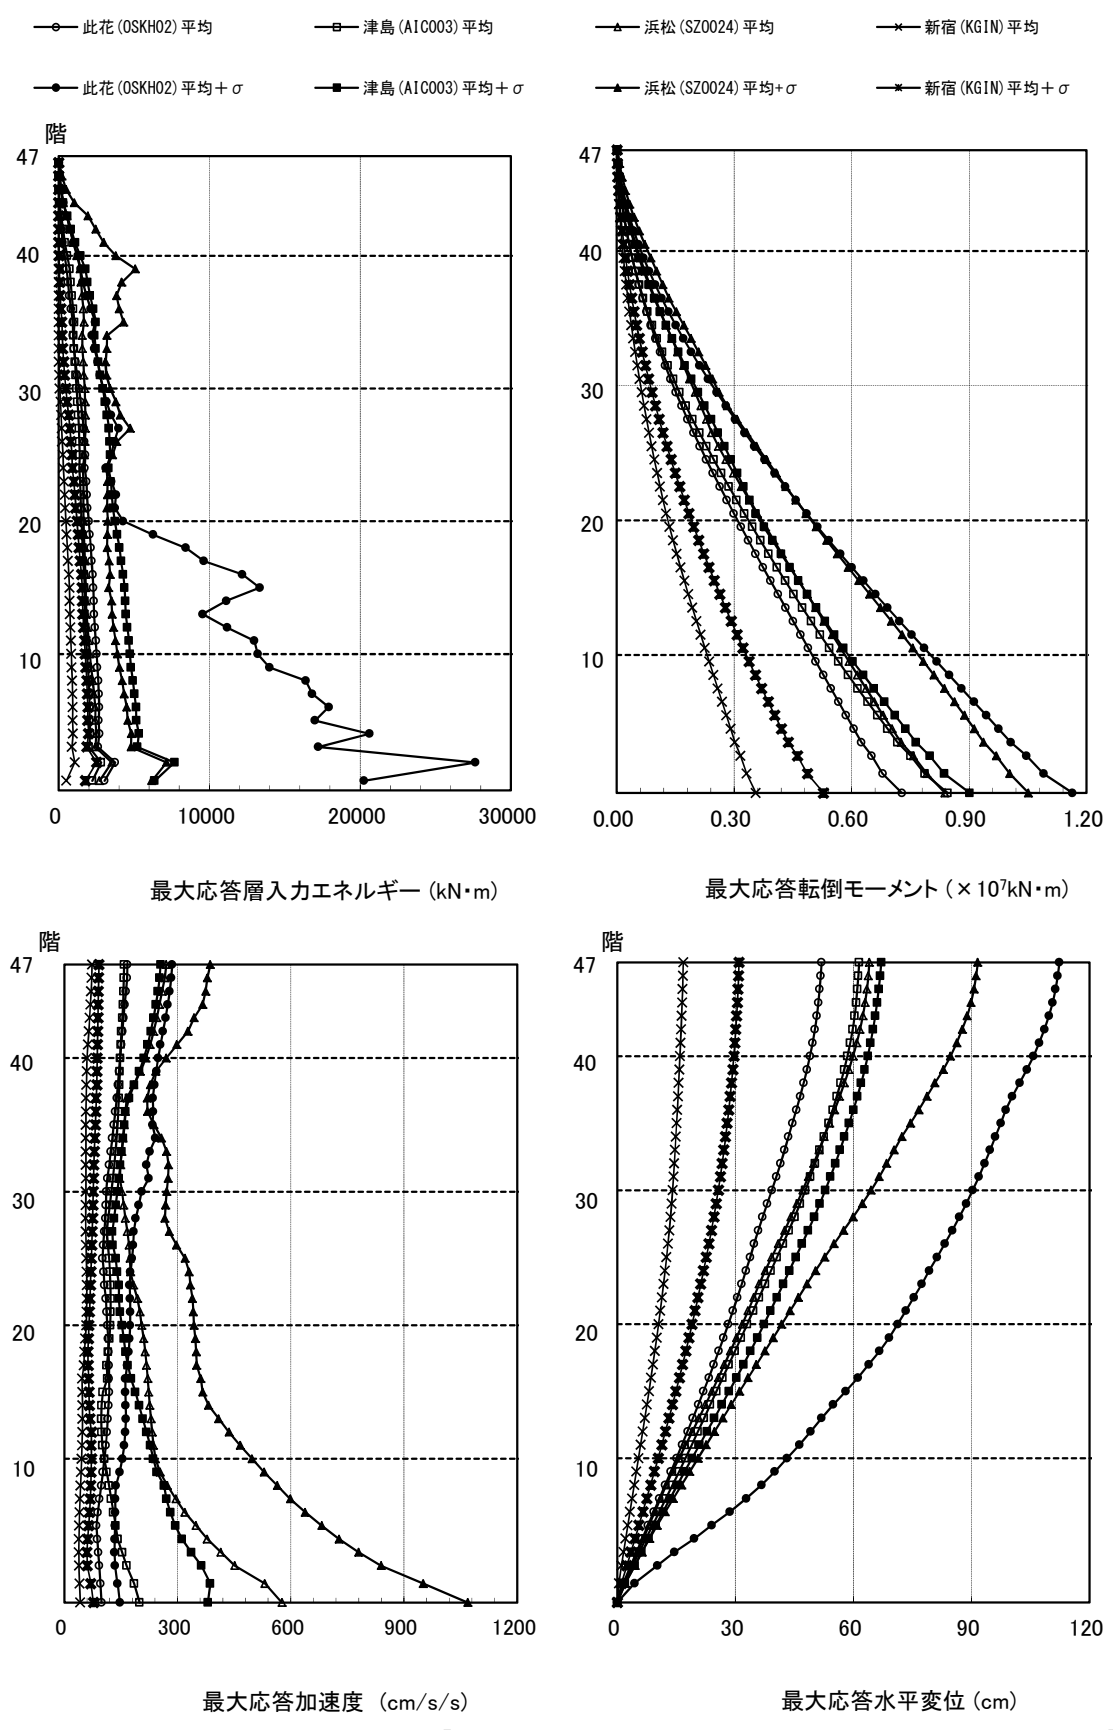 此花(OSKH02)平均 津島(AIC003)平均 浜松(SZO024)平均 新宿(KGIN)平均
此花(OSKH02)平均+σ 津島(AIC003)平均+σ 浜松(SZO024)平均+σ 新宿(KGIN)平均+σ
階
47
40
30
20
10
0 10000 20000 30000
最大応答層入力エネルギー (kN・m)
47
40
30
20
10
0.00 0.30 0.60 0.90 1.20
最大応答転倒モーメント (×10⁷kN・m)
階
47
40
30
20
10
0 300 600 900 1200
最大応答加速度 (cm/s/s)
階
47
40
30
20
10
0 30 60 90 120
最大応答水平変位 (cm)